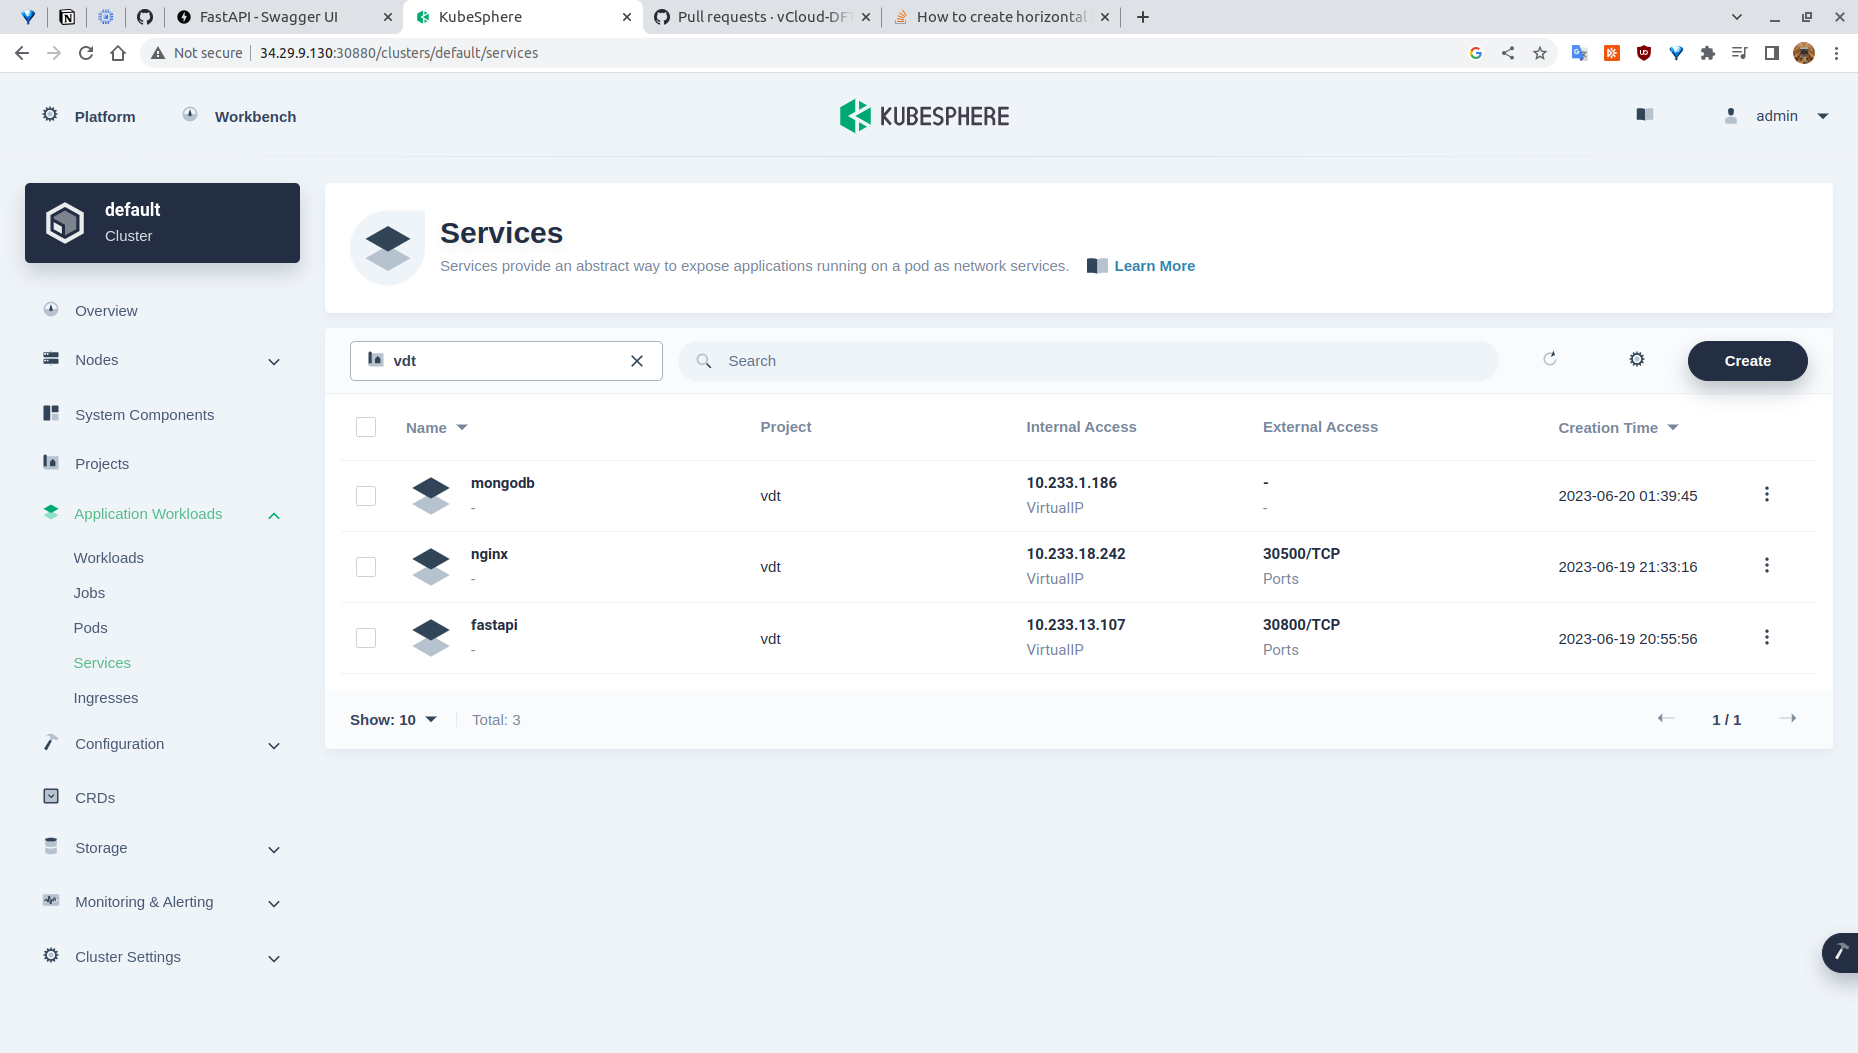 FastAPI - Swagger UI
KubeSphere
Pull requests · vCloud-DFT
How to create horizontal
Not secure
34.29.9.130:30880/clusters/default/services
Platform
Workbench
KUBESPHERE
admin
default
Cluster
Overview
Nodes
System Components
Projects
Application Workloads
Workloads
Jobs
Pods
Services
Ingresses
Configuration
CRDs
Storage
Monitoring & Alerting
Cluster Settings
Services
Services provide an abstract way to expose applications running on a pod as network services. Learn More
vdt
Search
Create
Name Project Internal Access External Access Creation Time
mongodb
-
vdt
10.233.1.186
VirtualIP
-
-
2023-06-20 01:39:45
nginx
-
vdt
10.233.18.242
VirtualIP
30500/TCP
Ports
2023-06-19 21:33:16
fastapi
-
vdt
10.233.13.107
VirtualIP
30800/TCP
Ports
2023-06-19 20:55:56
Show: 10
Total: 3
1 / 1